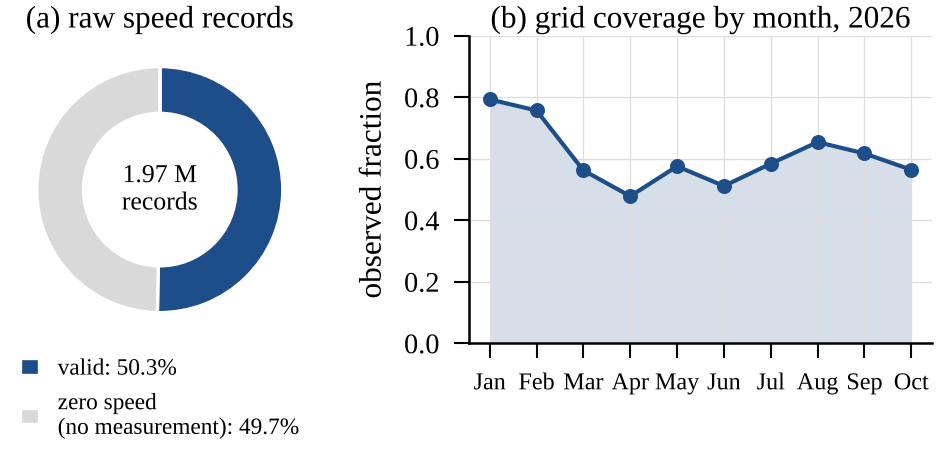 (a) raw speed records
1.97 M
records
valid: 50.3%
zero speed
(no measurement): 49.7%
(b) grid coverage by month, 2026
observed fraction
1.0
0.8
0.6
0.4
0.2
0.0
Jan Feb Mar Apr May Jun Jul Aug Sep Oct